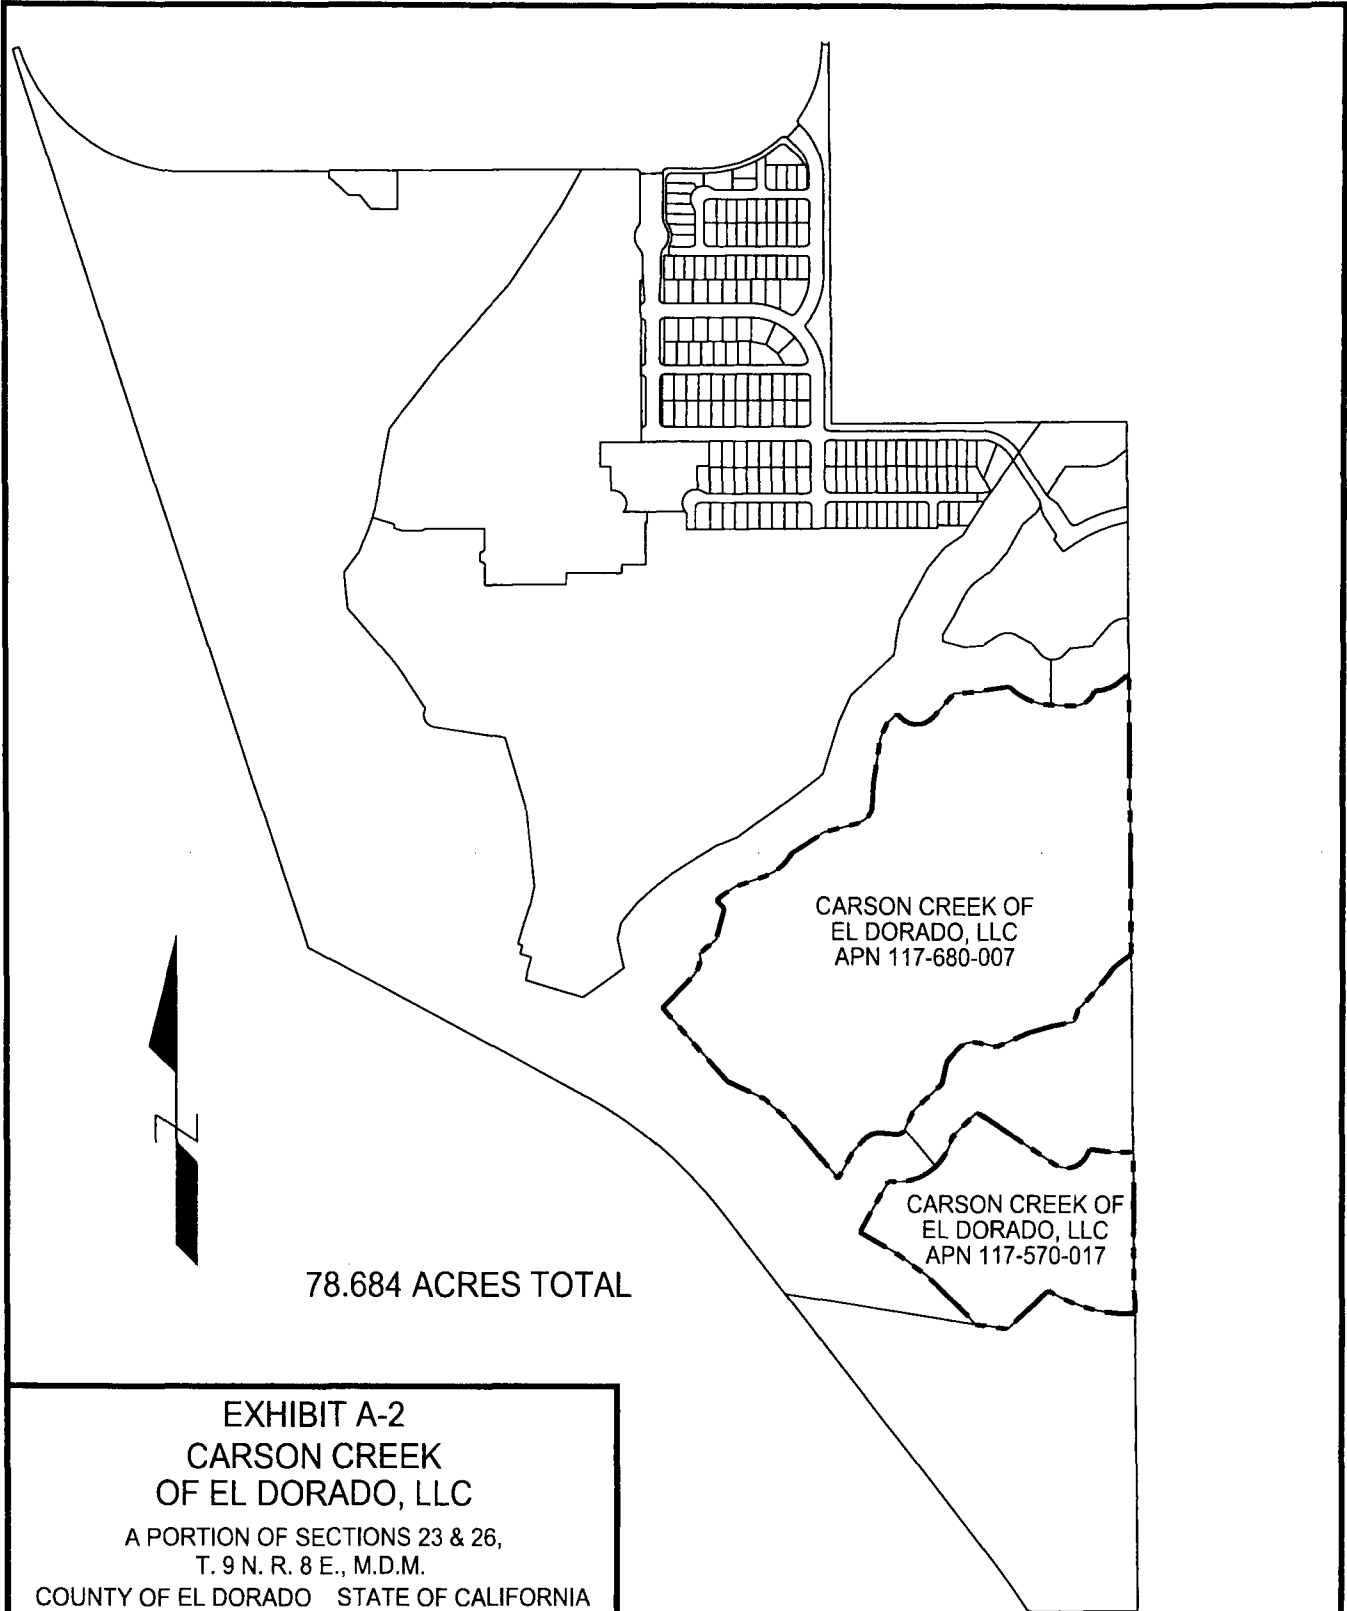 CARSON CREEK OF
EL DORADO, LLC
APN 117-680-007
CARSON CREEK OF
EL DORADO, LLC
APN 117-570-017
N
78.684 ACRES TOTAL
EXHIBIT A-2
CARSON CREEK
OF EL DORADO, LLC
A PORTION OF SECTIONS 23 & 26,
T. 9 N. R. 8 E., M.D.M.
COUNTY OF EL DORADO STATE OF CALIFORNIA